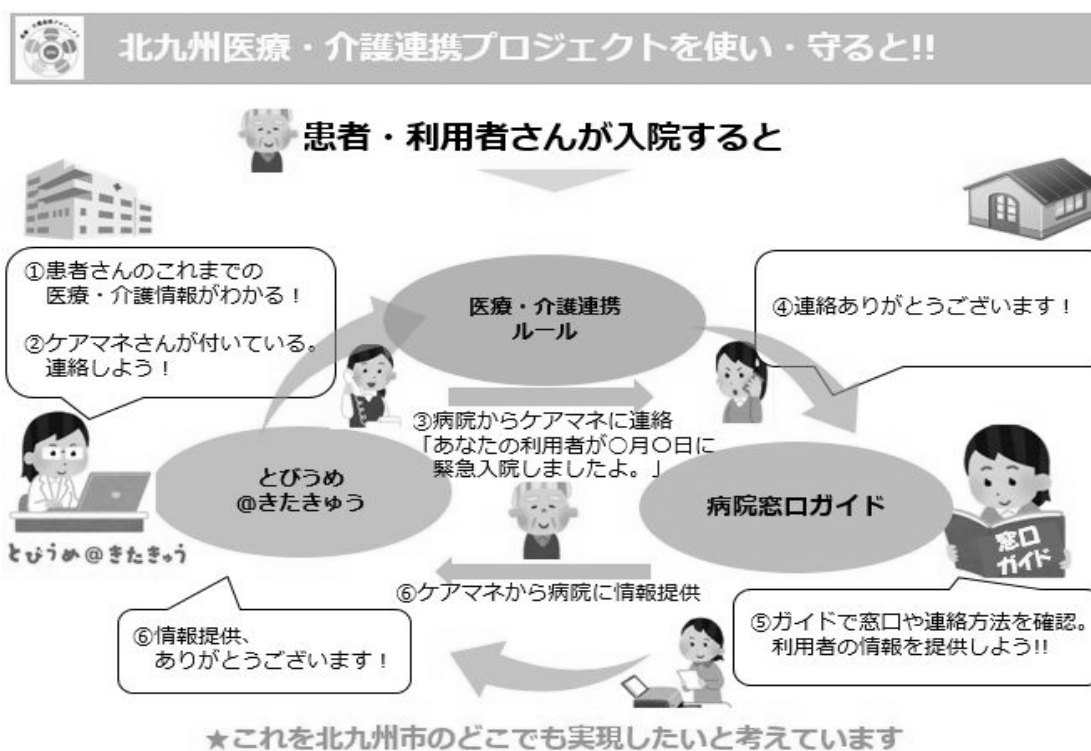 北九州医療・介護連携プロジェクトを使い・守ると!!
患者・利用者さんが入院すると
①患者さんのこれまでの
医療・介護情報がわかる！
②ケアマネさんが付いている。
連絡しよう！
医療・介護連携
ルール
④連絡ありがとうございます！
③病院からケアマネに連絡
「あなたの利用者が〇月〇日に
緊急入院しましたよ。」
とびうめ
@きたきゅう
病院窓口ガイド
とびうめ@きたきゅう
窓口
ガイド
⑥ケアマネから病院に情報提供
⑥情報提供、
ありがとうございます！
⑤ガイドで窓口や連絡方法を確認。
利用者の情報を提供しよう!!
★これを北九州市のどこでも実現したいと考えています